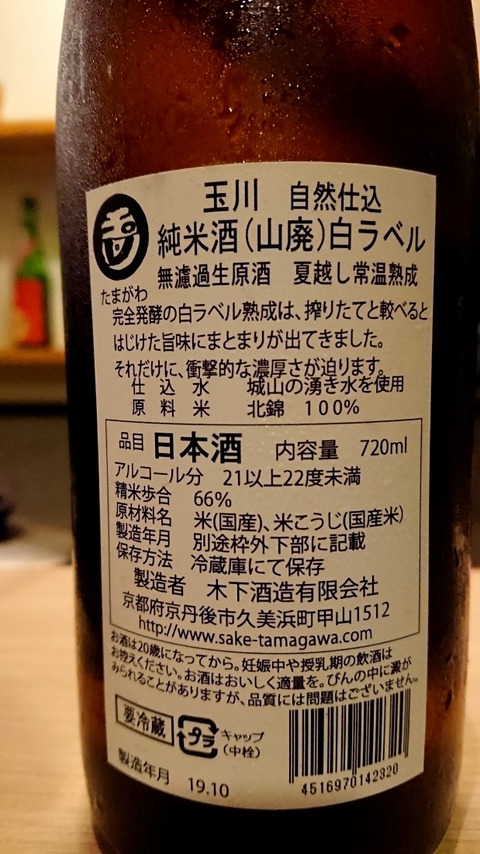 玉川 自然仕込
純米酒(山廃)白ラベル
無濾過生原酒 夏越し常温熟成
たまがわ
完全発酵の白ラベル熟成は、搾りたてと較べると
はじけた旨味にまとまりが出てきました。
それだけに、衝撃的な濃厚さが迫ります。
仕込水 城山の湧き水を使用
原料米 北錦 100%
品目 日本酒 内容量 720ml
アルコール分 21以上22度未満
精米歩合 66%
原材料名 米(国産)、米こうじ(国産米)
製造年月 別途枠外下部に記載
保存方法 冷蔵庫にて保存
製造者 木下酒造有限会社
京都府京丹後市久美浜町甲山1512
http://www.sake-tamagawa.com
お酒は20歳になってから。妊娠中や授乳期の飲酒は
お控えください。お酒はおいしく適量を。びんの中に澱が
みられることがありますが、品質には問題はございません。
要冷蔵 プラ キャップ
(中栓)
4516970142320
製造年月 19.10